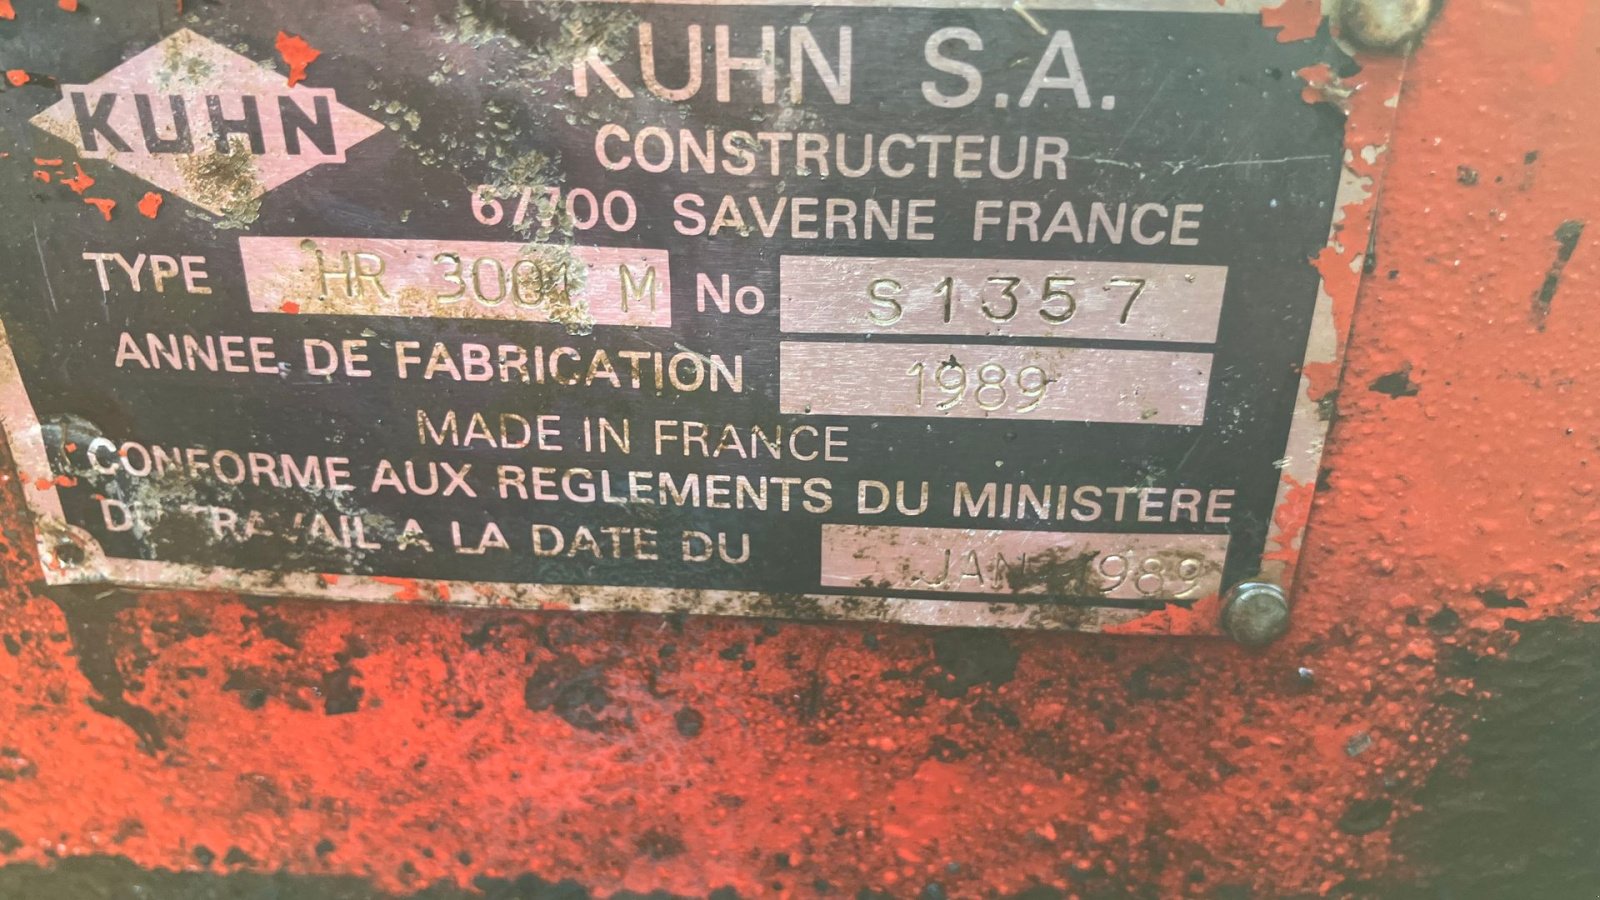 KUHN
KUHN S.A.
CONSTRUCTEUR
67700 SAVERNE FRANCE
TYPE HR 3001 M No S1357
ANNEE DE FABRICATION 1989
MADE IN FRANCE
CONFORME AUX REGLEMENTS DU MINISTERE
DU TRAVAIL A LA DATE DU JAN 1989